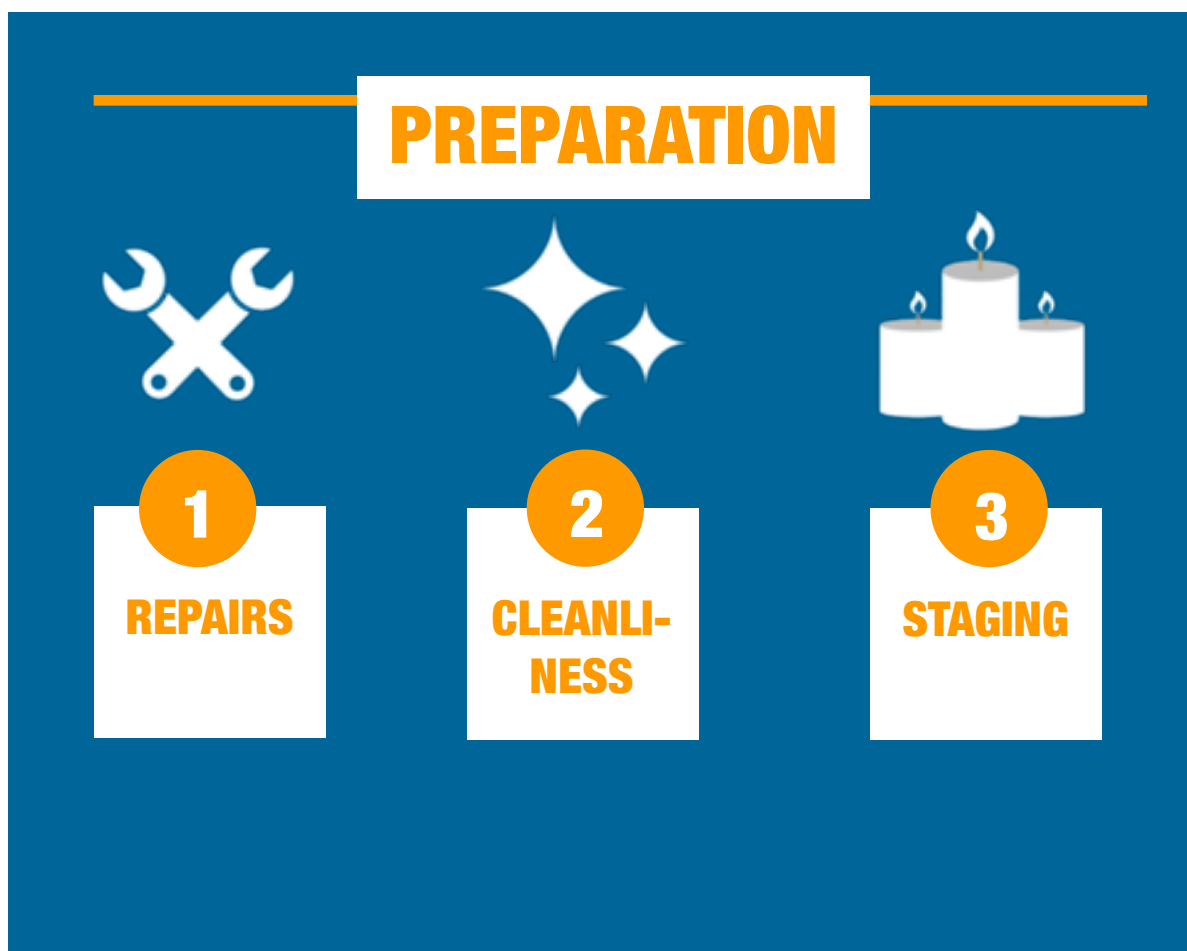 PREPARATION
1
REPAIRS
2
CLEANLI-
NESS
3
STAGING